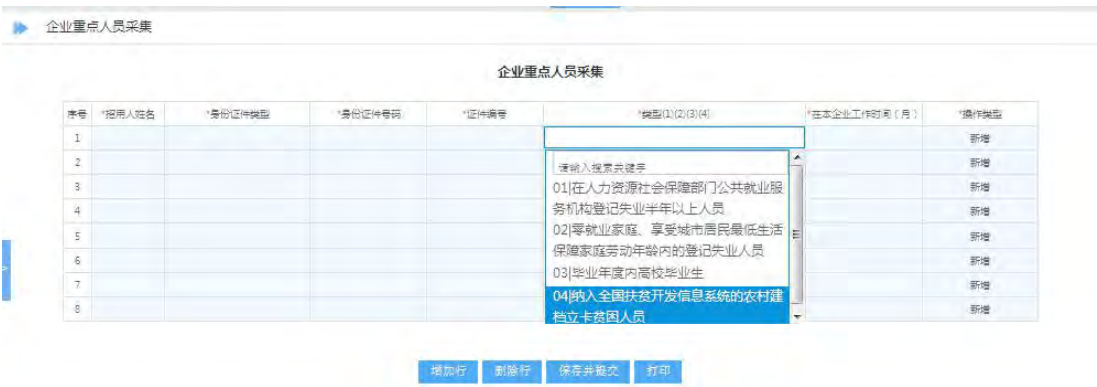 企业重点人员采集
企业重点人员采集
序号 *招用人姓名 *身份证件类型 *身份证件号码 *证件编号 *类型(1)(2)(3)(4) *在本企业工作时间(月) *操作类型
1 新增
2 新增
3 新增
4 新增
5 新增
6 新增
7 新增
8 新增
请输入搜索关键字
01|在人力资源社会保障部门公共就业服
务机构登记失业半年以上人员
02|零就业家庭、享受城市居民最低生活
保障家庭劳动年龄内的登记失业人员
03|毕业年度内高校毕业生
04|纳入全国扶贫开发信息系统的农村建
档立卡贫困人员
增加行 删除行 保存并提交 打印